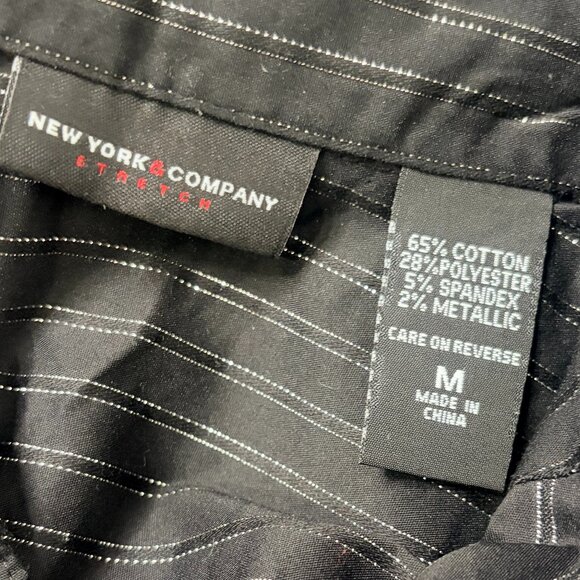 NEW YORK&COMPANY
STRETCH
65% COTTON
28%POLYESTER
5% SPANDEX
2% METALLIC
CARE ON REVERSE
M
MADE IN
CHINA